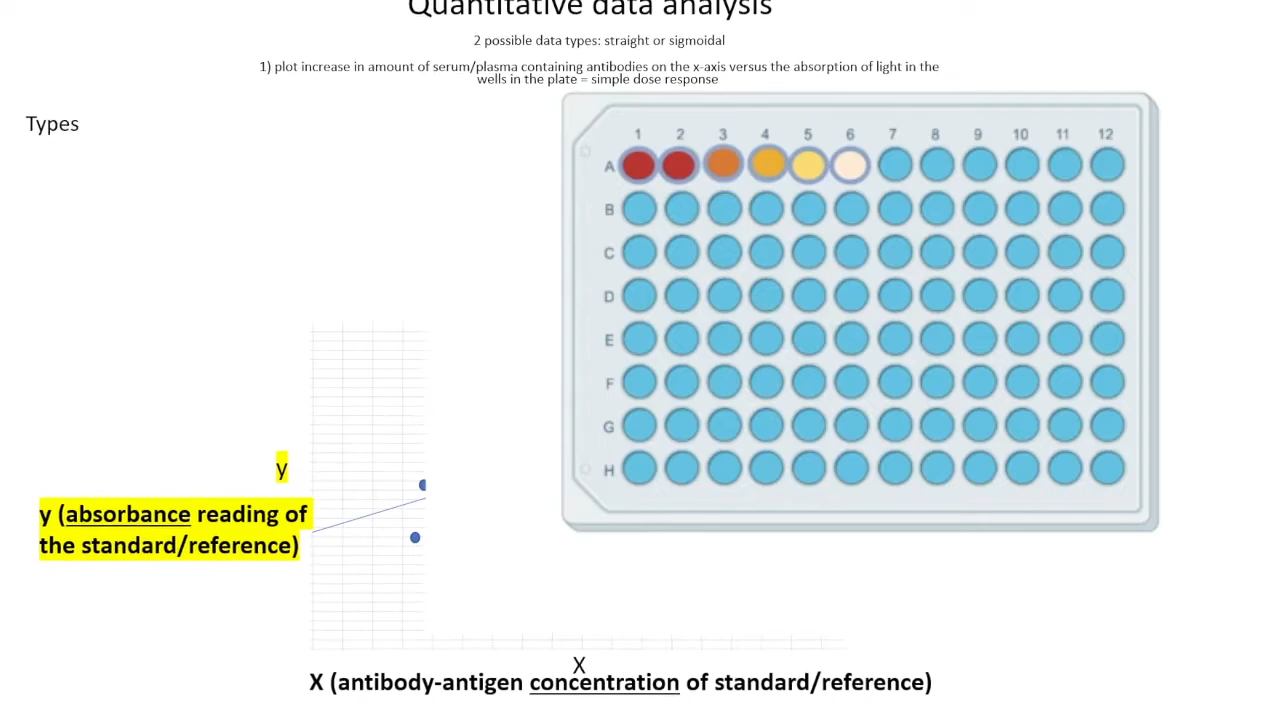 Quantitative data analysis
2 possible data types: straight or sigmoidal
1) plot increase in amount of serum/plasma containing antibodies on the x-axis versus the absorption of light in the
wells in the plate = simple dose response
Types
1 2 3 4 5 6 7 8 9 10 11 12
A
B
C
D
E
F
G
H
y
y (absorbance reading of
the standard/reference)
X
X (antibody-antigen concentration of standard/reference)